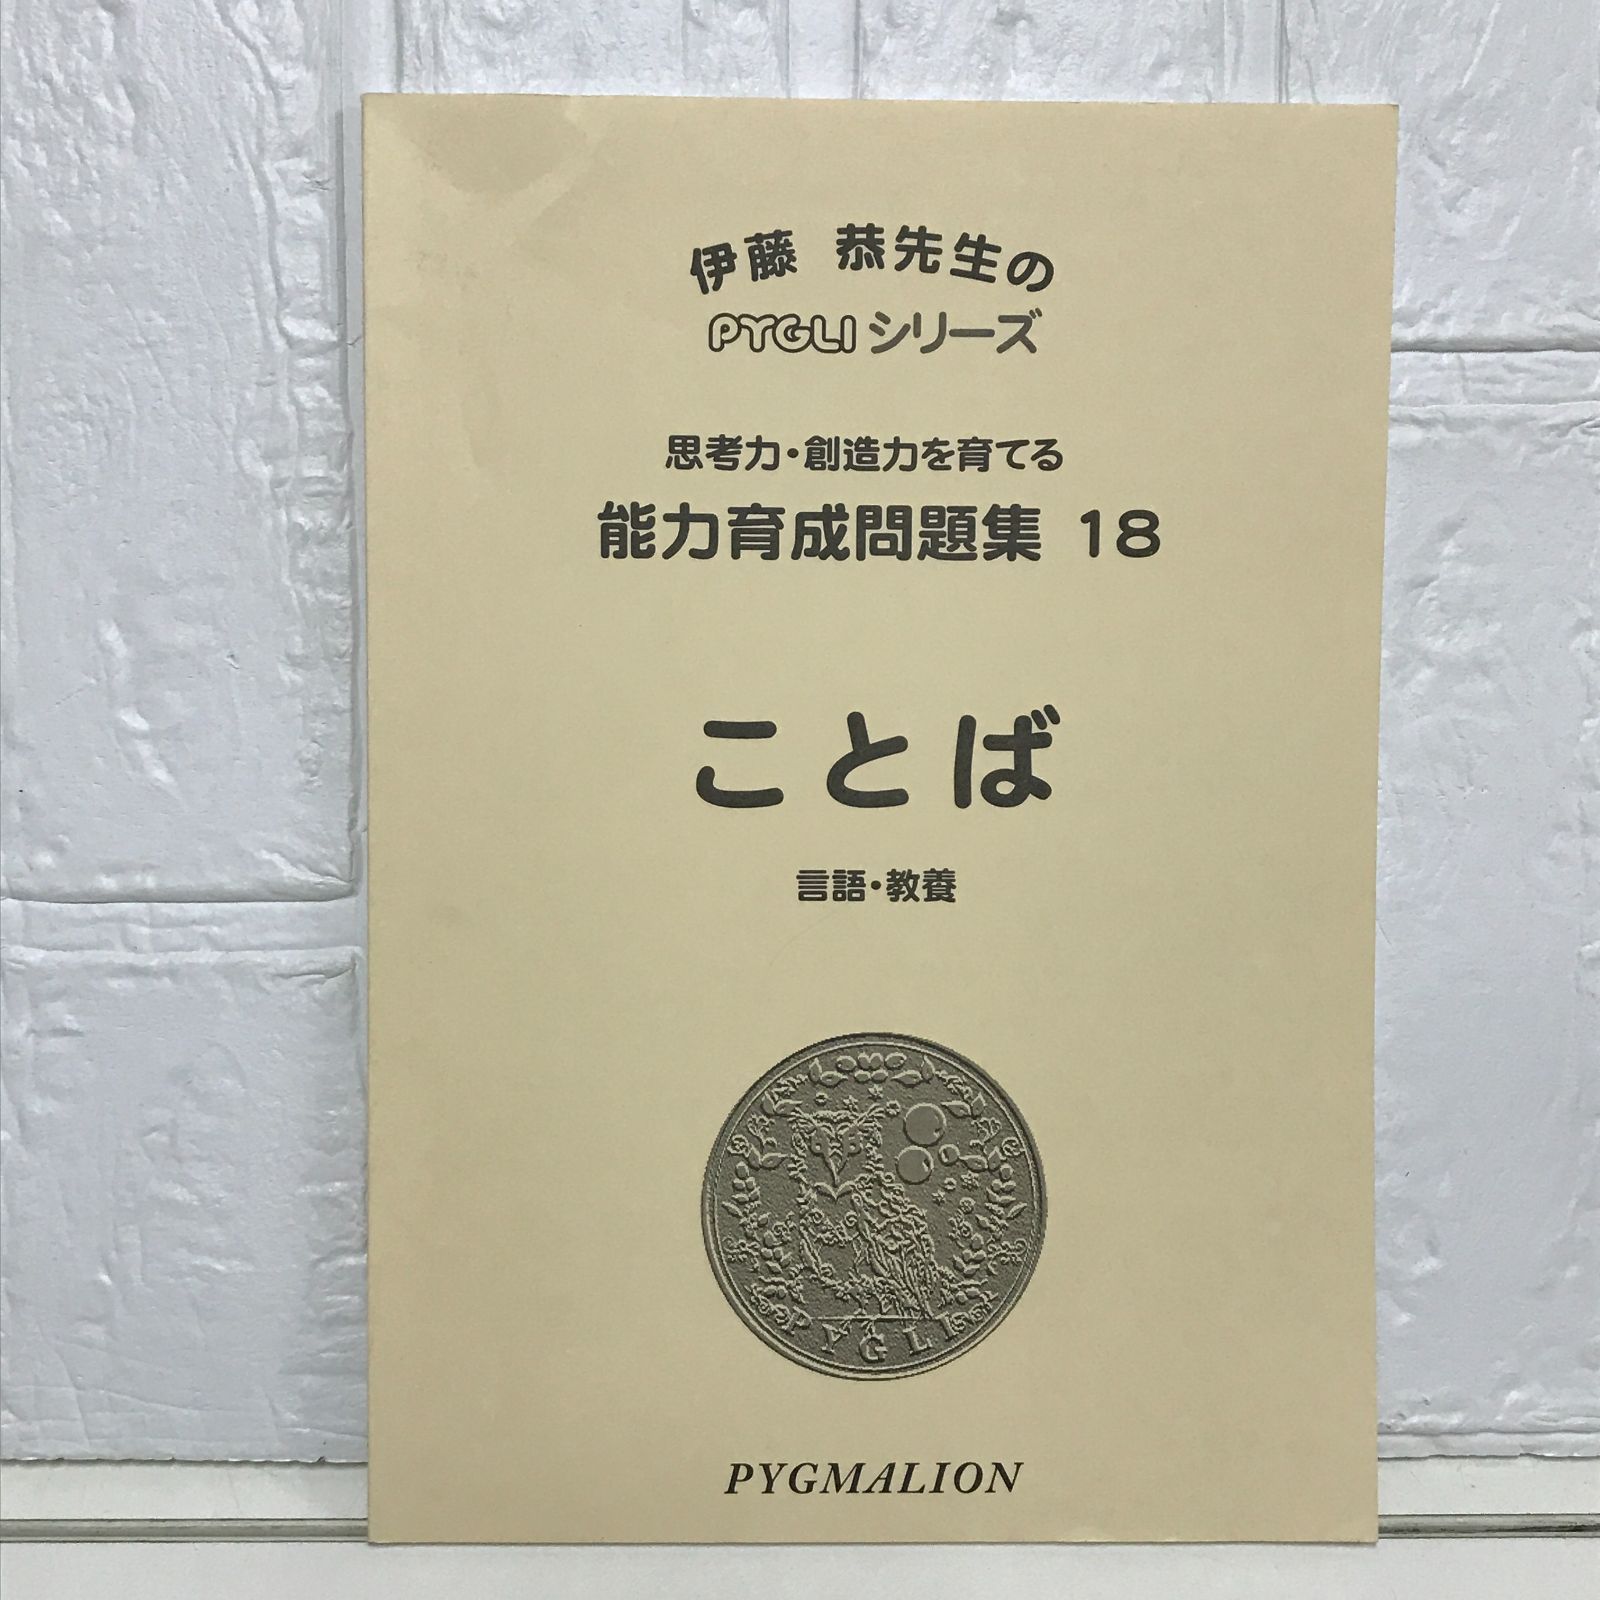 伊藤 恭先生の
PYGLIシリーズ
思考力・創造力を育てる
能力育成問題集 18
ことば
言語・教養
PYGLI
PYGMALION